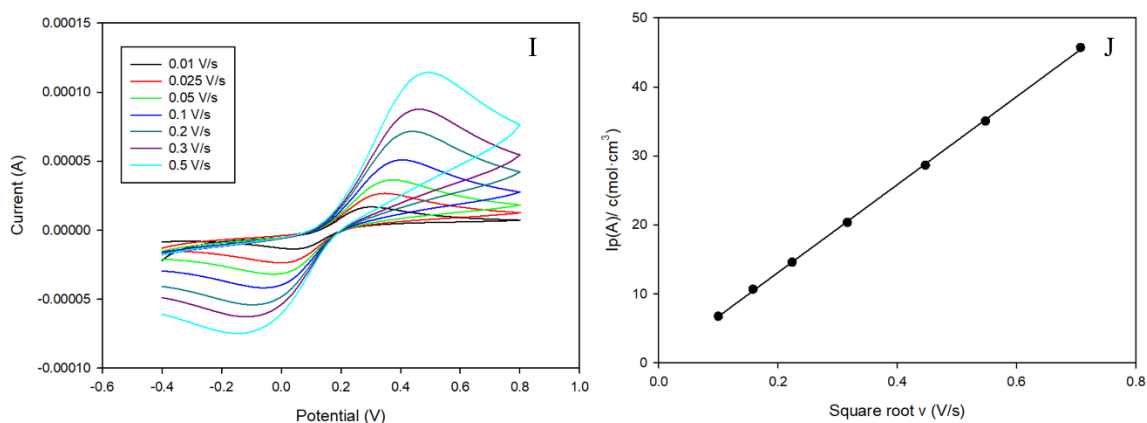 I
0.00015
0.00010
0.00005
0.00000
-0.00005
-0.00010
Current (A)
0.01 V/s
0.025 V/s
0.05 V/s
0.1 V/s
0.2 V/s
0.3 V/s
0.5 V/s
-0.6 -0.4 -0.2 0.0 0.2 0.4 0.6 0.8 1.0
Potential (V)
J
50
40
30
20
10
0
Ip(A)/ c(mol·cm³)
0.0 0.2 0.4 0.6 0.8
Square root v (V/s)